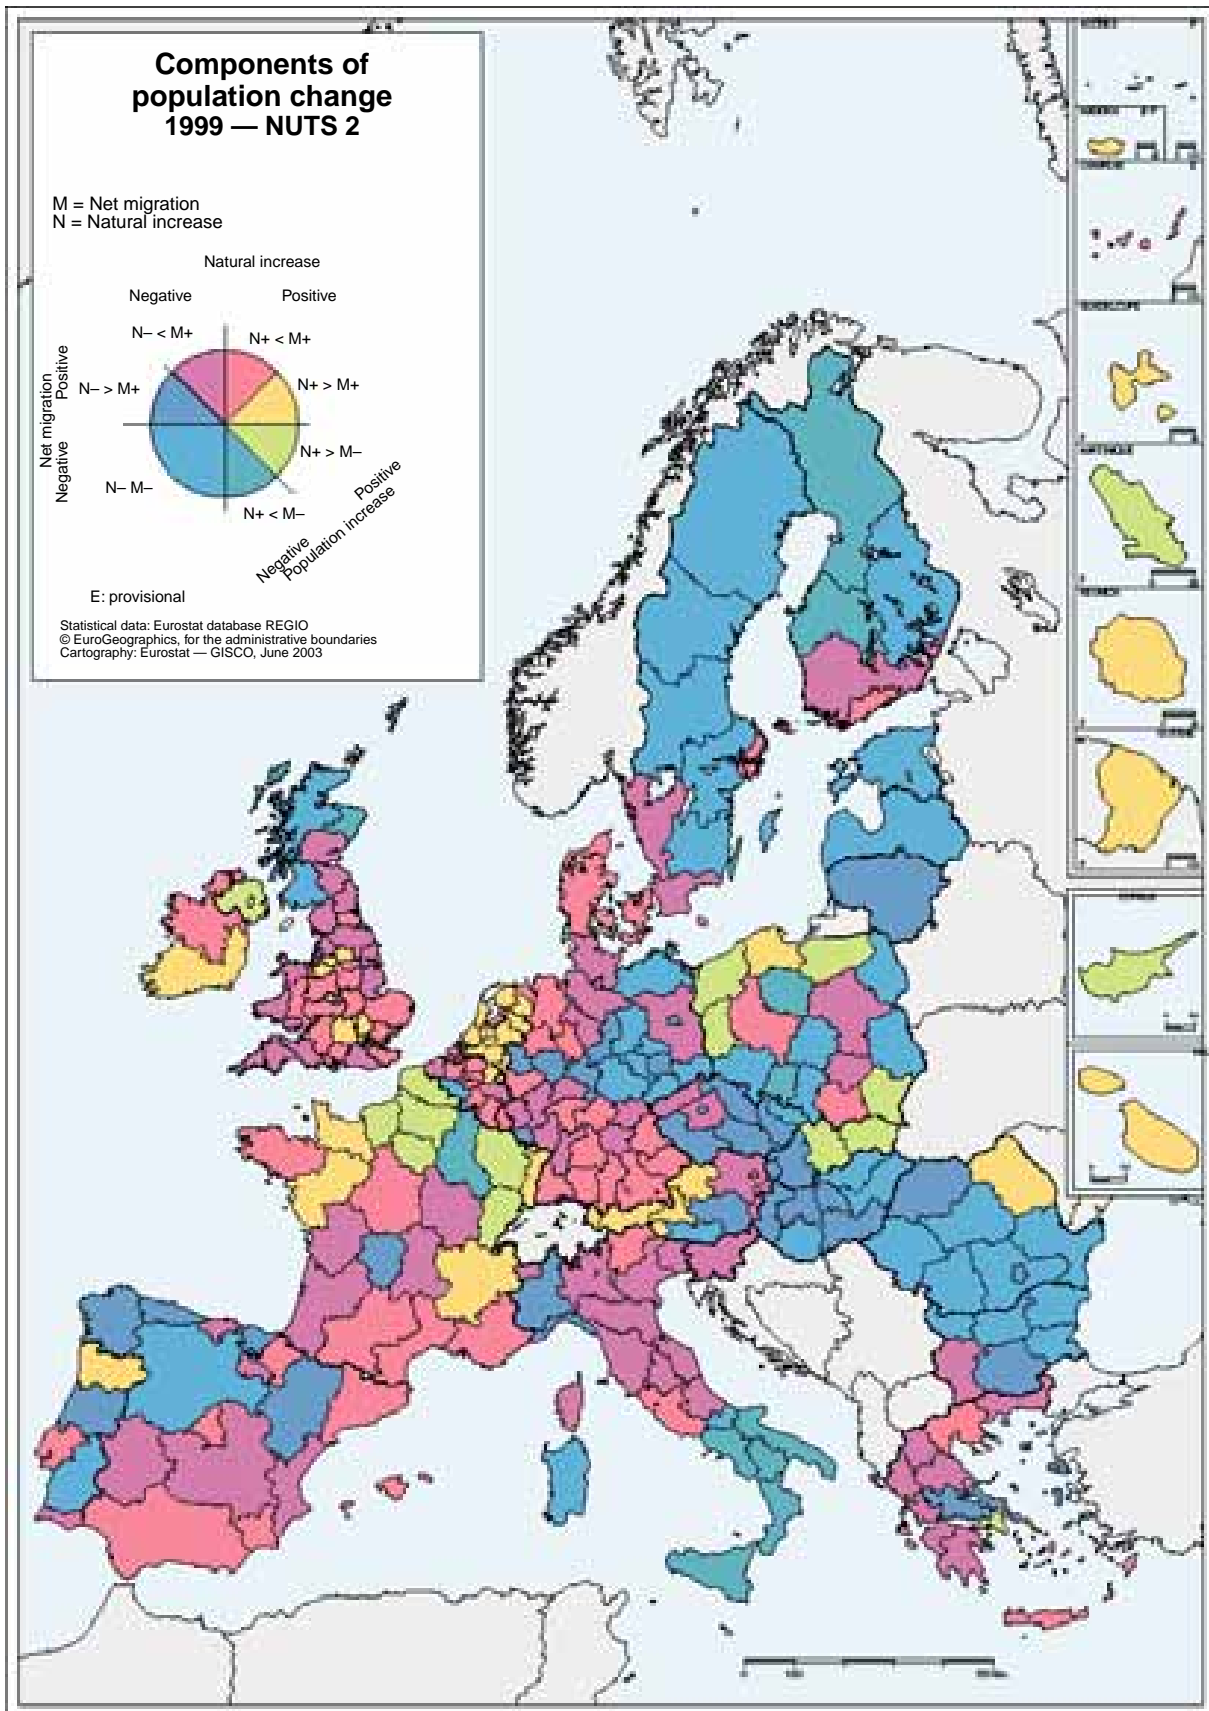 Components of
population change
1999 — NUTS 2
M = Net migration
N = Natural increase
Natural increase
Negative
Positive
N– < M+
N+ < M+
Net migration
Positive
Negative
N– > M+
N+ > M+
N+ > M–
N– M–
N+ < M–
Positive
Negative
Population increase
E: provisional
Statistical data: Eurostat database REGIO
© EuroGeographics, for the administrative boundaries
Cartography: Eurostat — GISCO, June 2003
GUADELOUPE
MARTINIQUE